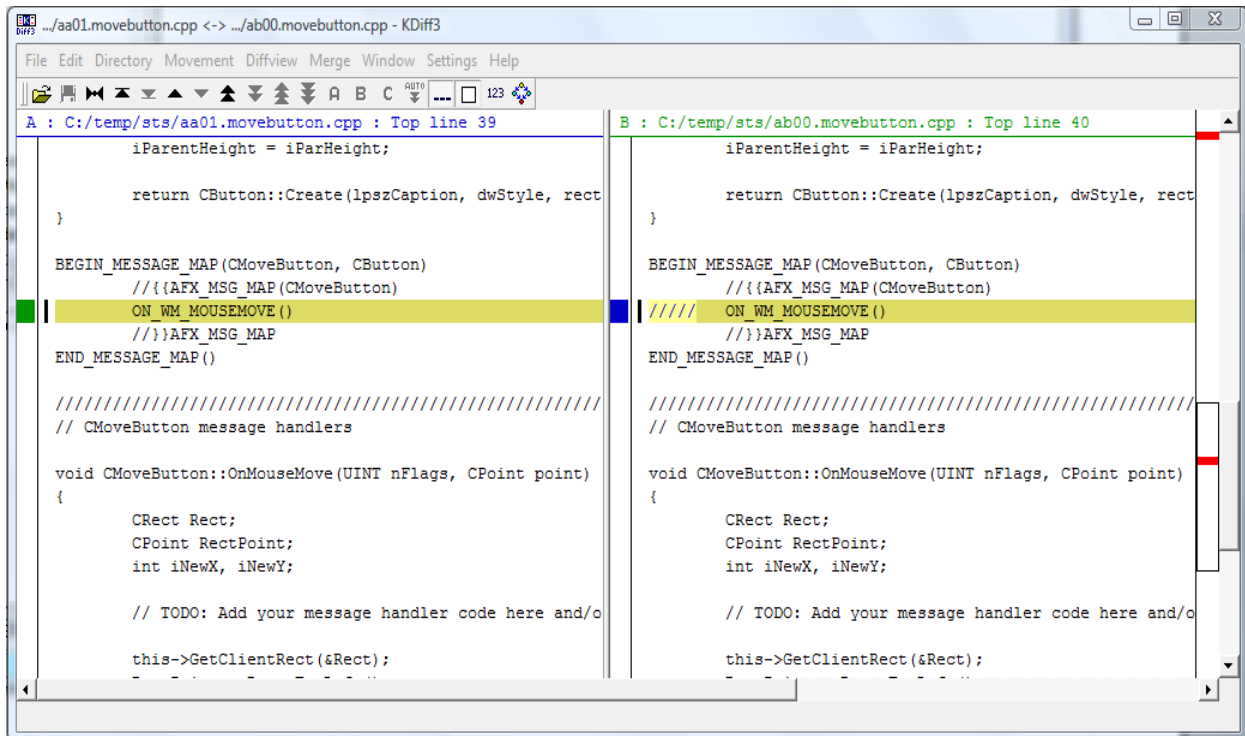 .../aa01.movebutton.cpp <-> .../ab00.movebutton.cpp - KDiff3
File Edit Directory Movement Diffview Merge Window Settings Help
A B C AUTO 123
A : C:/temp/sts/aa01.movebutton.cpp : Top line 39
iParentHeight = iParHeight;
return CButton::Create(lpszCaption, dwStyle, rect
}
BEGIN_MESSAGE_MAP(CMoveButton, CButton)
//{{AFX_MSG_MAP(CMoveButton)
ON_WM_MOUSEMOVE()
//}}AFX_MSG_MAP
END_MESSAGE_MAP()
/////////////////////////////////////////////////////////
// CMoveButton message handlers
void CMoveButton::OnMouseMove(UINT nFlags, CPoint point)
{
CRect Rect;
CPoint RectPoint;
int iNewX, iNewY;
// TODO: Add your message handler code here and/o
this->GetClientRect(&Rect);
B : C:/temp/sts/ab00.movebutton.cpp : Top line 40
iParentHeight = iParHeight;
return CButton::Create(lpszCaption, dwStyle, rect
}
BEGIN_MESSAGE_MAP(CMoveButton, CButton)
//{{AFX_MSG_MAP(CMoveButton)
///// ON_WM_MOUSEMOVE()
//}}AFX_MSG_MAP
END_MESSAGE_MAP()
/////////////////////////////////////////////////////////
// CMoveButton message handlers
void CMoveButton::OnMouseMove(UINT nFlags, CPoint point)
{
CRect Rect;
CPoint RectPoint;
int iNewX, iNewY;
// TODO: Add your message handler code here and/o
this->GetClientRect(&Rect);